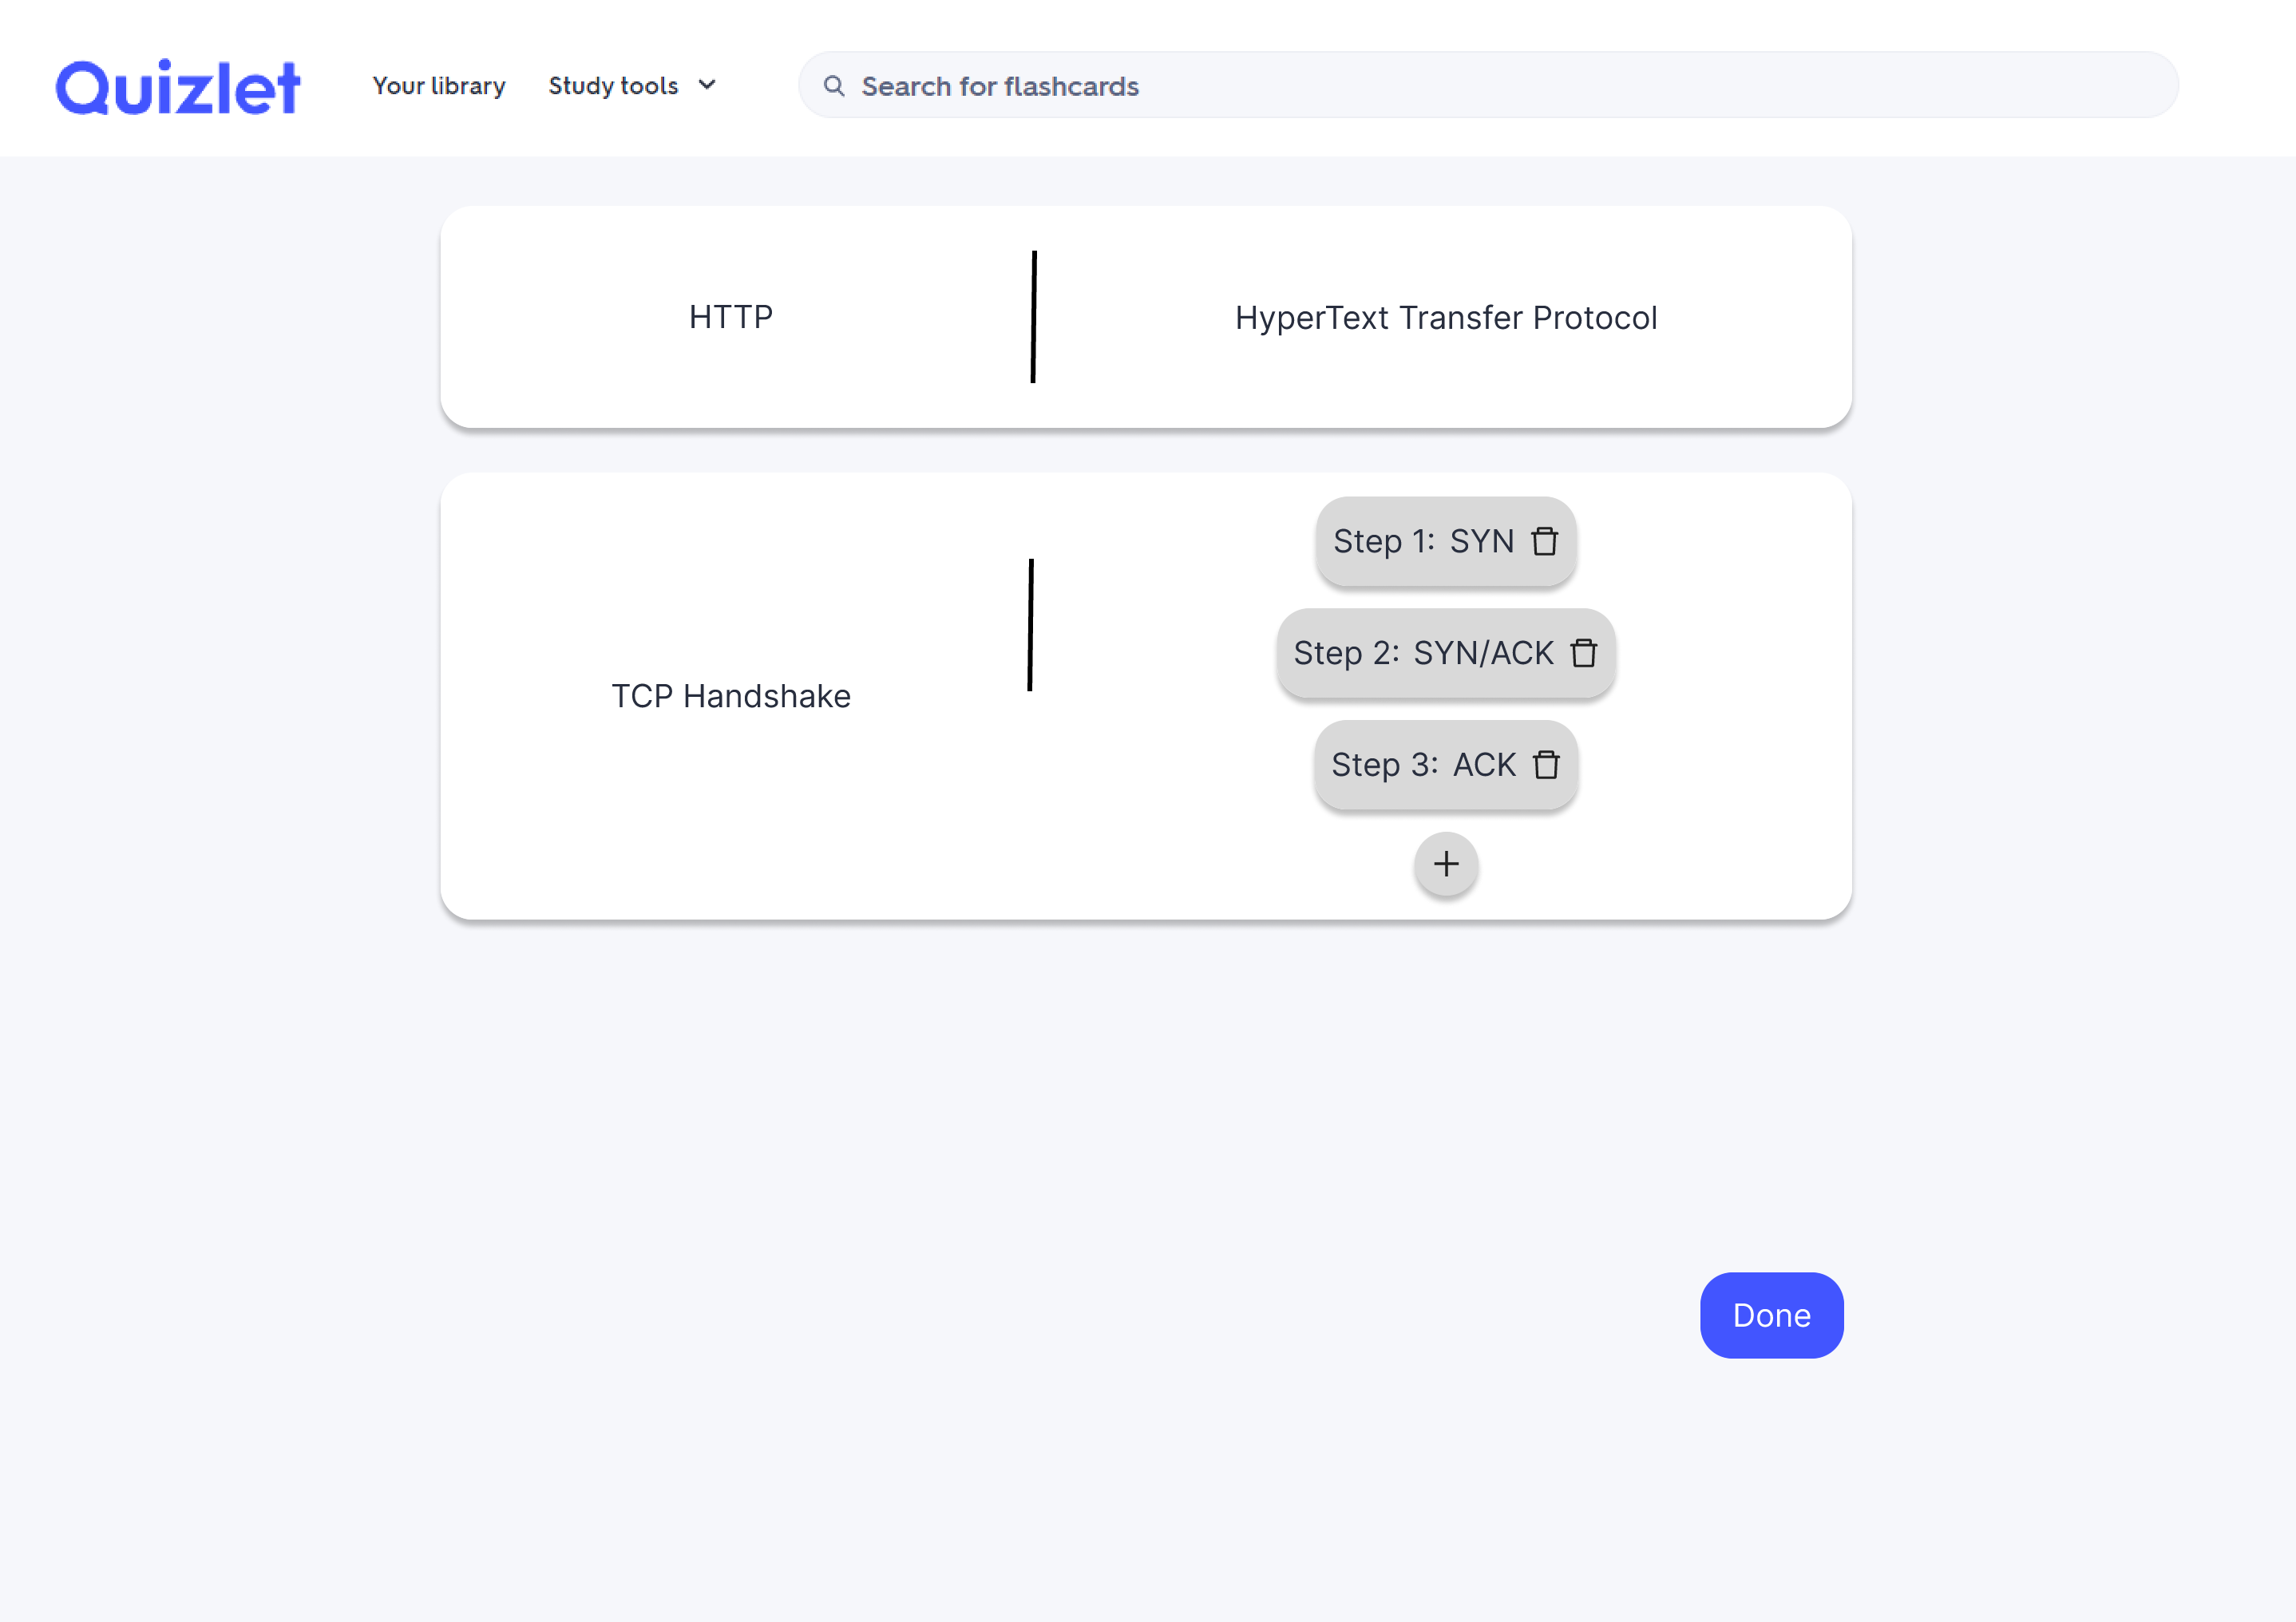 Quizlet
Your library
Study tools
Search for flashcards
HTTP
HyperText Transfer Protocol
TCP Handshake
Step 1: SYN
Step 2: SYN/ACK
Step 3: ACK
+
Done